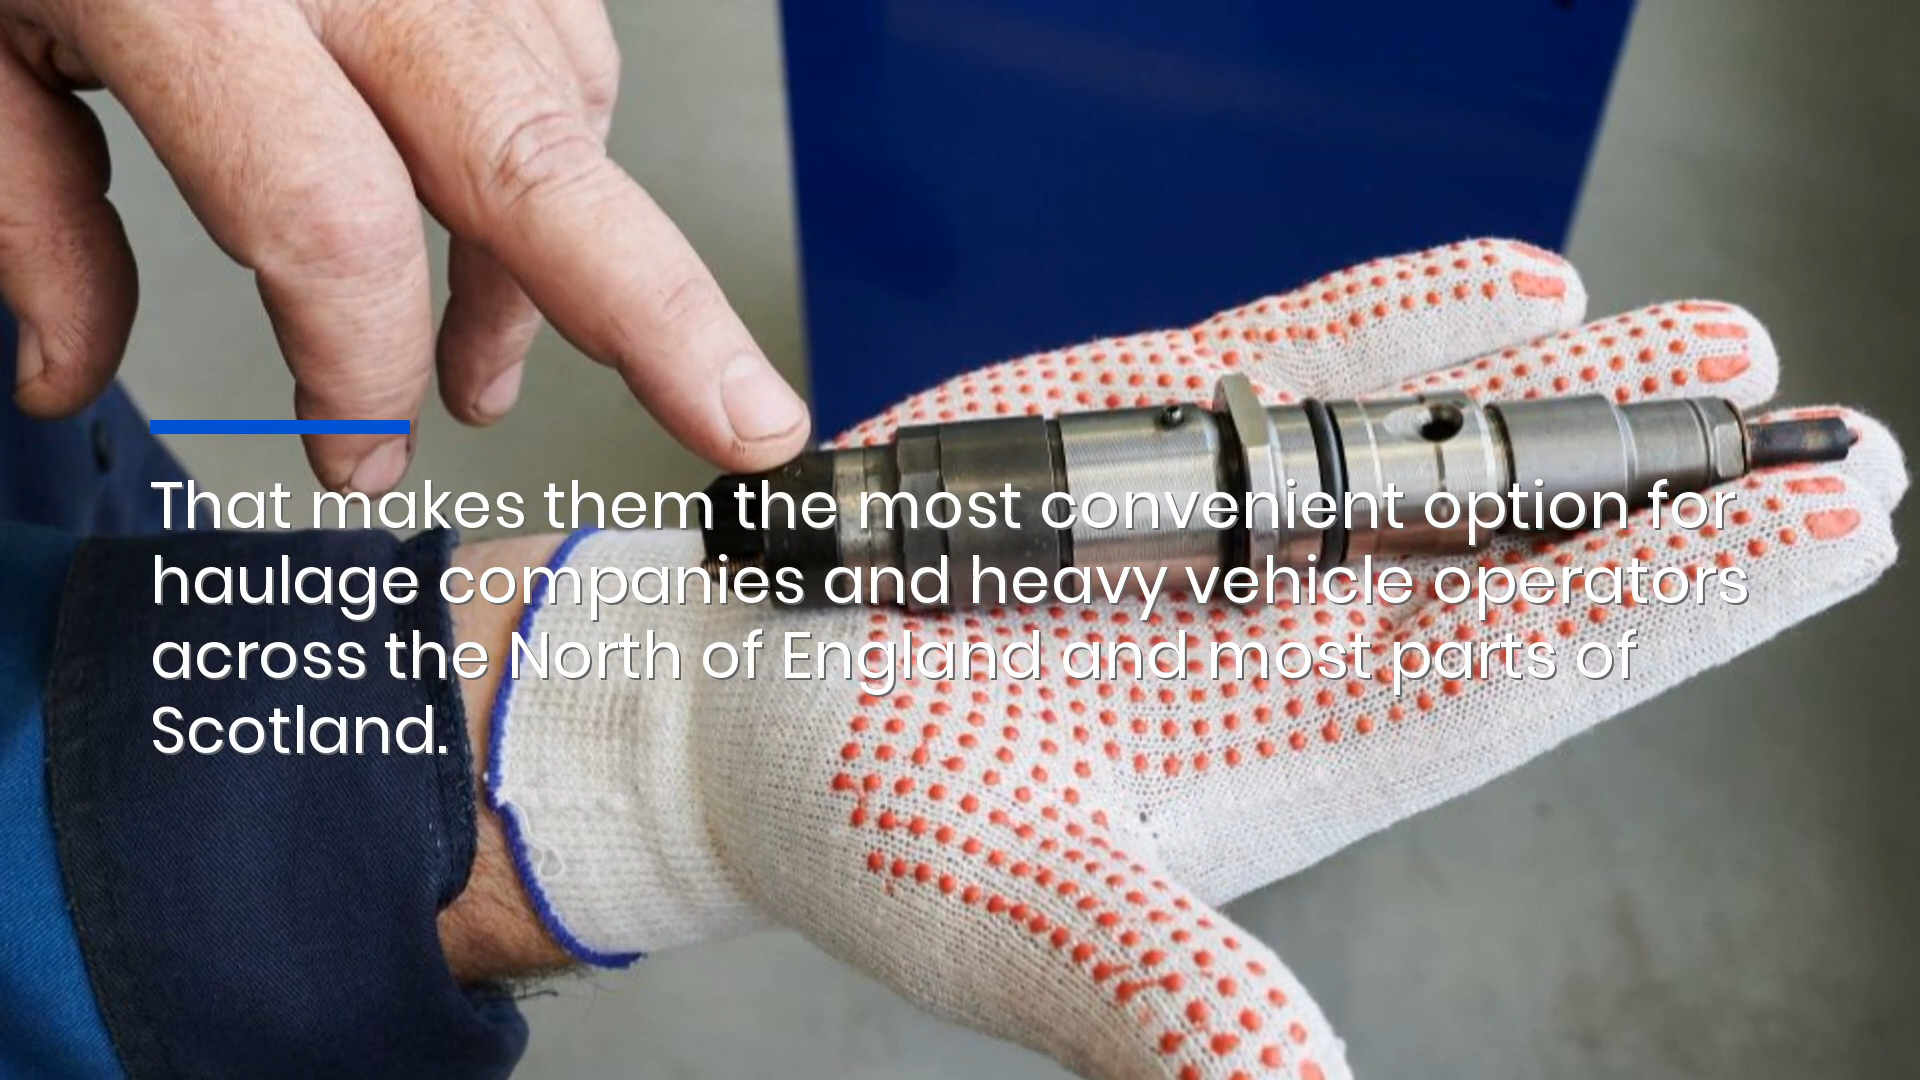 That makes them the most convenient option for
haulage companies and heavy vehicle operators
across the North of England and most parts of
Scotland.